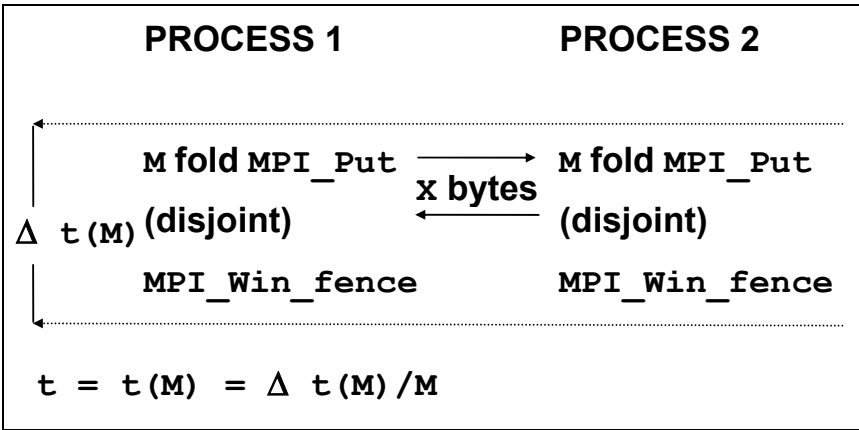 PROCESS 1 PROCESS 2
M fold MPI_Put M fold MPI_Put
X bytes
Δ t(M) (disjoint) (disjoint)
MPI_Win_fence MPI_Win_fence
t = t(M) = Δ t(M)/M